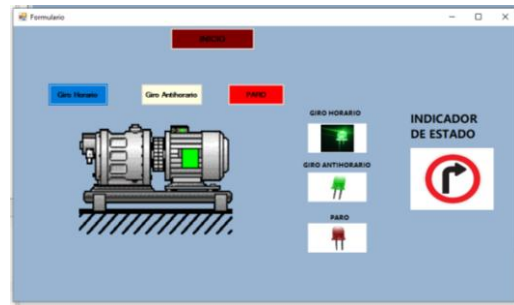 Formulario
INICIO
Giro Horario
Giro Antihorario
PARO
GIRO HORARIO
GIRO ANTIHORARIO
PARO
INDICADOR
DE ESTADO